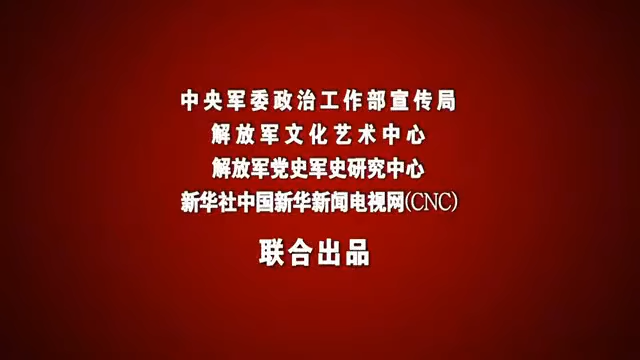 中央军委政治工作部宣传局
解放军文化艺术中心
解放军党史军史研究中心
新华社中国新华新闻电视网(CNC)
联合出品